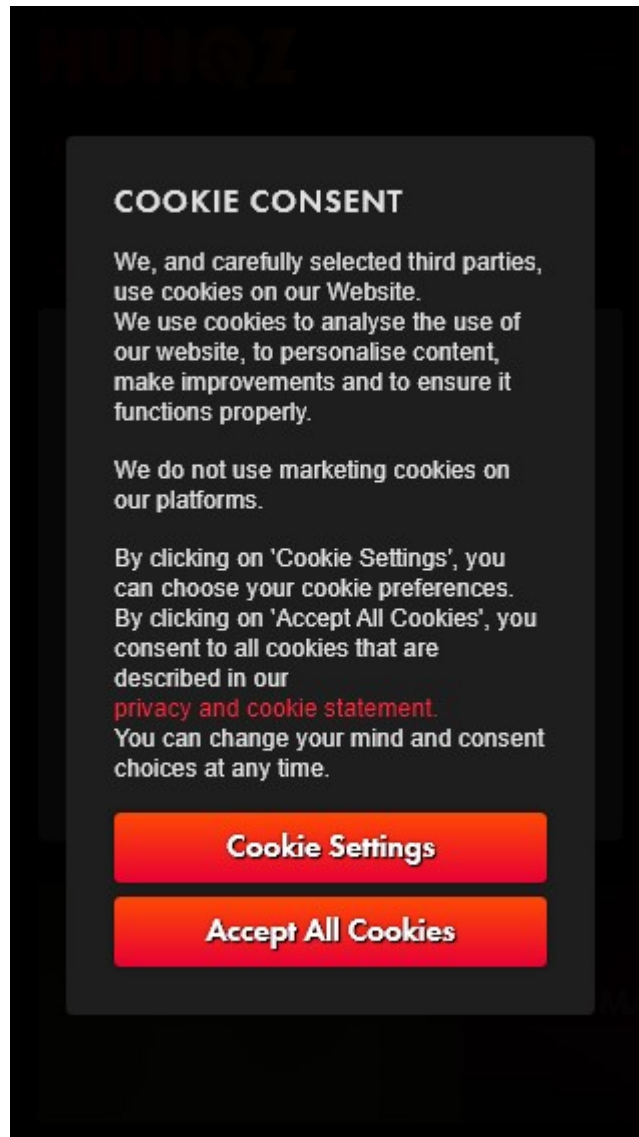 HUNQZ
COOKIE CONSENT
We, and carefully selected third parties,
use cookies on our Website.
We use cookies to analyse the use of
our website, to personalise content,
make improvements and to ensure it
functions properly.
We do not use marketing cookies on
our platforms.
By clicking on 'Cookie Settings', you
can choose your cookie preferences.
By clicking on 'Accept All Cookies', you
consent to all cookies that are
described in our
privacy and cookie statement.
You can change your mind and consent
choices at any time.
Cookie Settings
Accept All Cookies